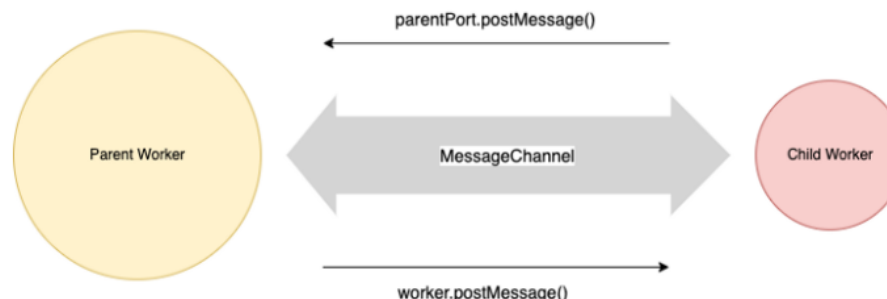 parentPort.postMessage()
Parent Worker
MessageChannel
Child Worker
worker.postMessage()